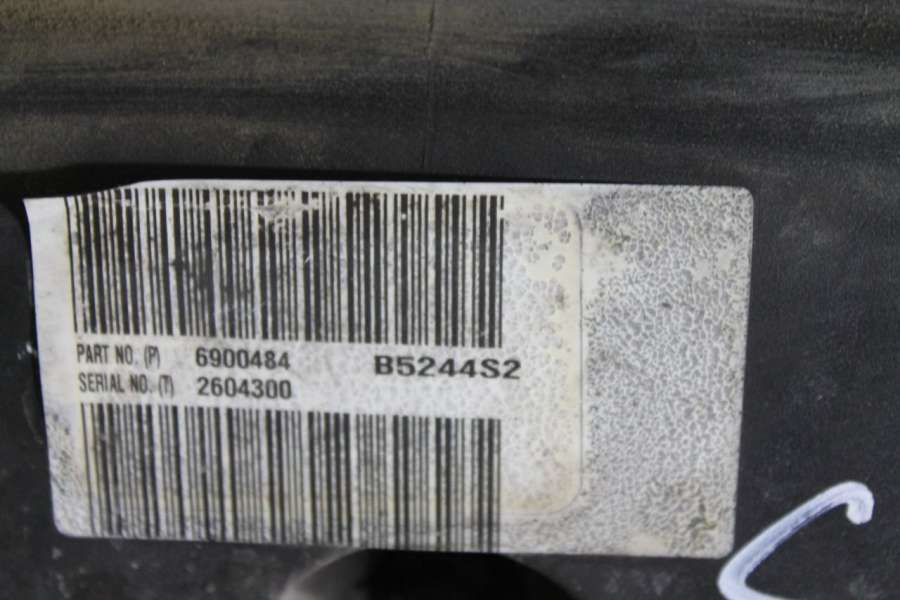 PART NO. (P) 6900484 B5244S2
SERIAL NO. (T) 2604300